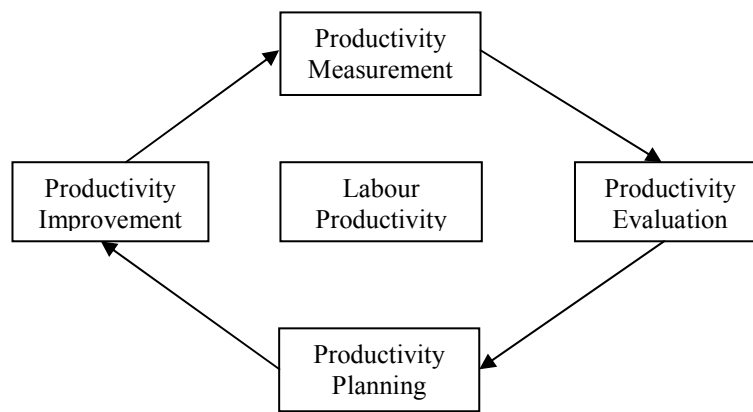 Productivity
Measurement
Productivity
Improvement
Labour
Productivity
Productivity
Evaluation
Productivity
Planning